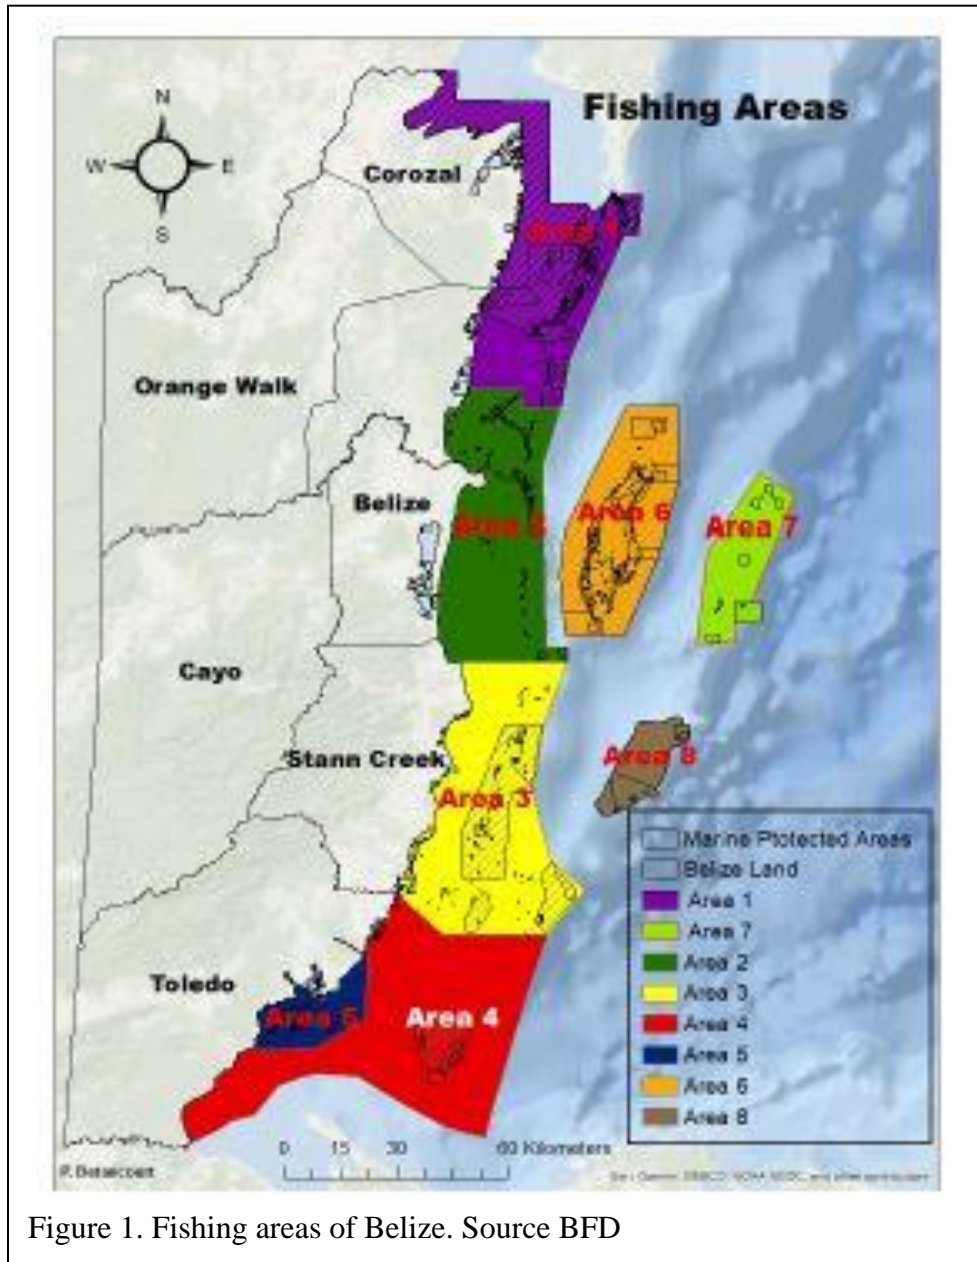 Fishing Areas
N
W
E
S
Corozal
Area 1
Orange Walk
Belize
Area 2
Area 6
Area 7
Cayo
Stann Creek
Area 3
Area 8
Toledo
Area 5
Area 4
Marine Ptotected Areas
Belize Land
Area 1
Area 7
Area 2
Area 3
Area 4
Area 5
Area 6
Area 8
0 15 30 60 Kilometers
P. Betancourt
Figure 1. Fishing areas of Belize. Source BFD